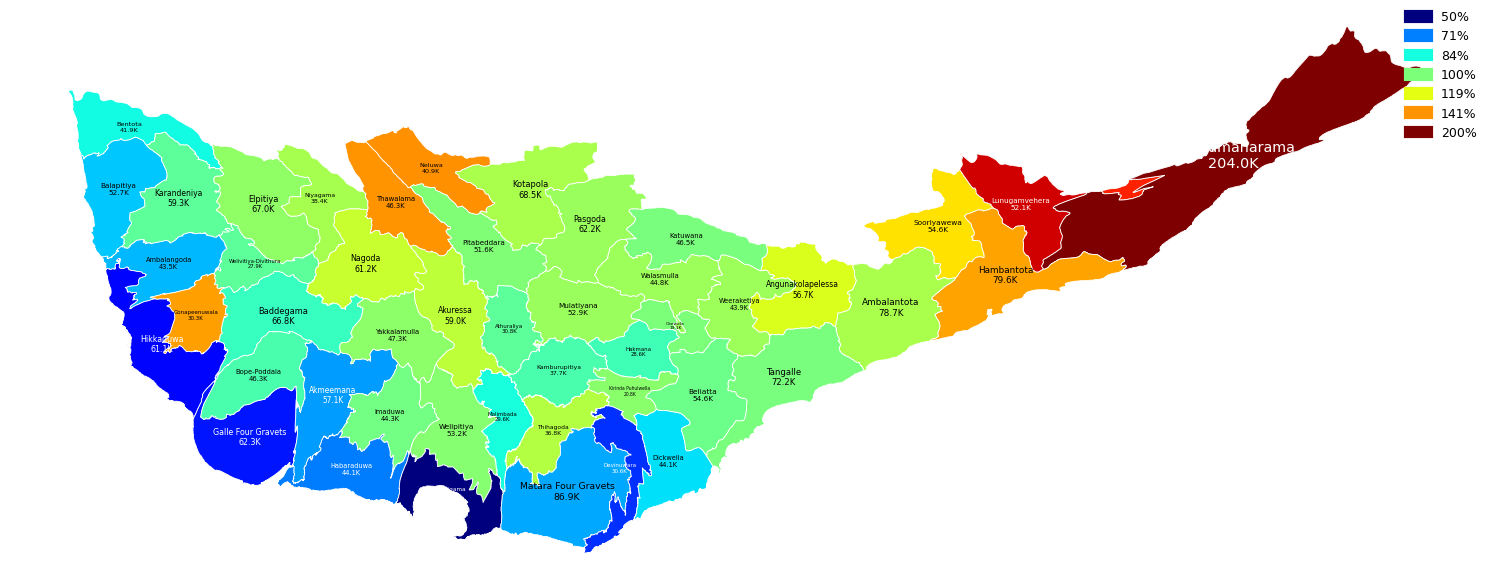 50%
71%
84%
100%
119%
141%
200%
Bentota
41.9K
Balapitiya
52.7K
Karandeniya
59.3K
Elpitiya
67.0K
Niyagama
38.4K
Thawalama
46.3K
Neluwa
40.9K
Kotapola
68.5K
Pasgoda
62.2K
Pitabeddara
51.6K
Katuwana
46.5K
Sooriyawewa
54.6K
Lunugamvehera
52.1K
amaharama
204.0K
Ambalangoda
43.5K
Welivitiya-Divithura
27.9K
Nagoda
61.2K
Walasmulla
44.8K
Angunakolapelessa
56.7K
Hambantota
79.6K
Gonapeenuwala
30.3K
Baddegama
66.8K
Akuressa
59.0K
Mulatiyana
52.9K
Weeraketiya
43.9K
Ambalantota
78.7K
Hikkaduwa
61.1K
Yakkalamulla
47.3K
Athuraliya
30.8K
Hakmana
28.6K
Bope-Poddala
46.3K
Kamburupitiya
37.7K
Tangalle
72.2K
Akmeemana
57.1K
Kirinda Puhulwella
20.8K
Beliatta
54.6K
Imaduwa
44.3K
Malimbada
29.6K
Welipitiya
53.2K
Thihagoda
36.8K
Galle Four Gravets
62.3K
Habaraduwa
44.1K
Devinuwara
30.6K
Dickwella
44.1K
Matara Four Gravets
86.9K